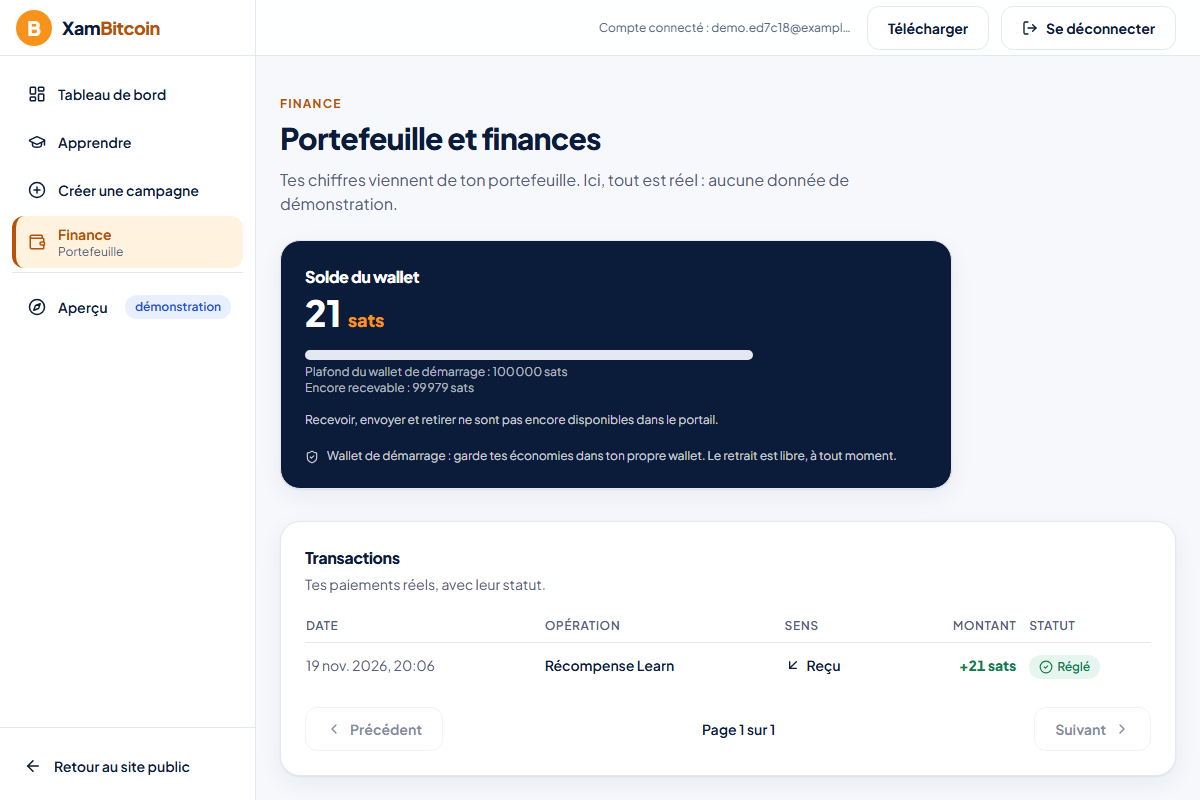 B XamBitcoin
Compte connecté : demo.ed7c18@exampl…
Télécharger
Se déconnecter
Tableau de bord
Apprendre
Créer une campagne
Finance
Portefeuille
Aperçu démonstration
Retour au site public
FINANCE
Portefeuille et finances
Tes chiffres viennent de ton portefeuille. Ici, tout est réel : aucune donnée de
démonstration.
Solde du wallet
21 sats
Plafond du wallet de démarrage : 100 000 sats
Encore recevable : 99 979 sats
Recevoir, envoyer et retirer ne sont pas encore disponibles dans le portail.
Wallet de démarrage : garde tes économies dans ton propre wallet. Le retrait est libre, à tout moment.
Transactions
Tes paiements réels, avec leur statut.
DATE OPÉRATION SENS MONTANT STATUT
19 nov. 2026, 20:06 Récompense Learn Reçu +21 sats Réglé
Précédent Page 1 sur 1 Suivant